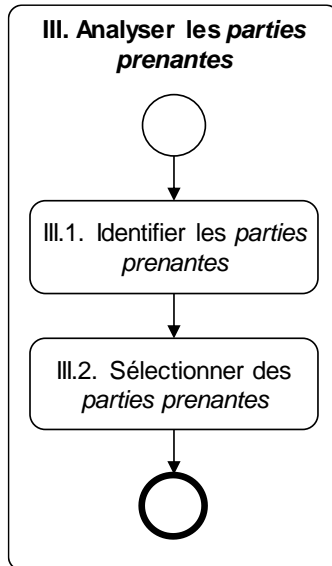 III. Analyser les parties
prenantes
III.1. Identifier les parties
prenantes
III.2. Sélectionner des
parties prenantes